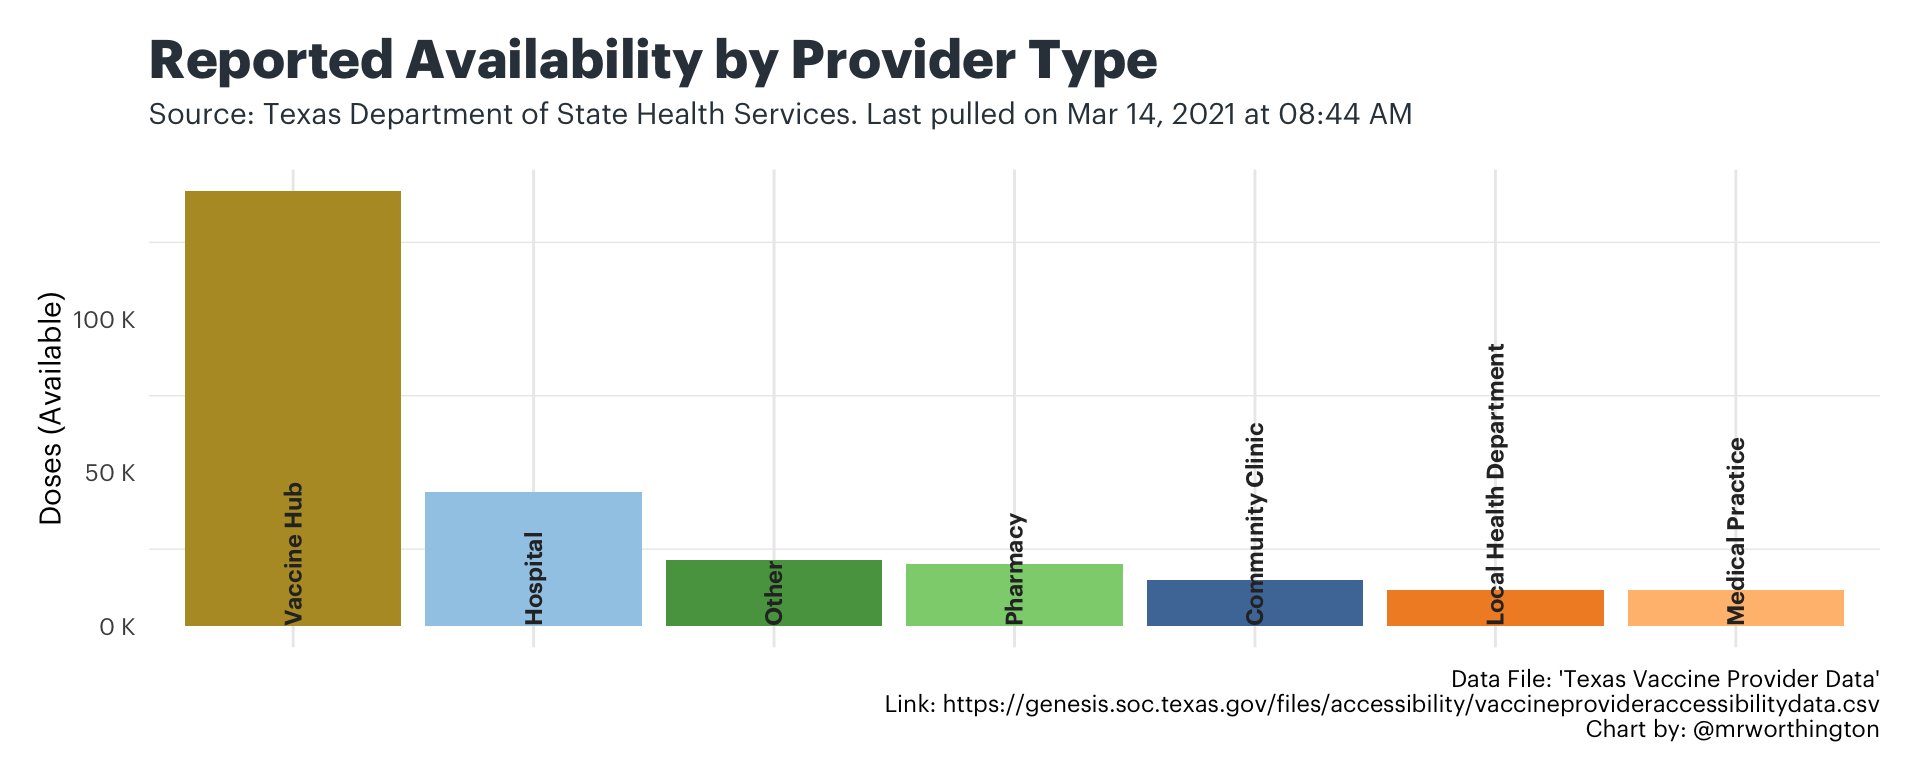 Reported Availability by Provider Type
Source: Texas Department of State Health Services. Last pulled on Mar 14, 2021 at 08:44 AM
Doses (Available)
100 K
50 K
0 K
Vaccine Hub
Hospital
Other
Pharmacy
Community Clinic
Local Health Department
Medical Practice
Data File: 'Texas Vaccine Provider Data'
Link: https://genesis.soc.texas.gov/files/accessibility/vaccineprovideraccessibilitydata.csv
Chart by: @mrworthington